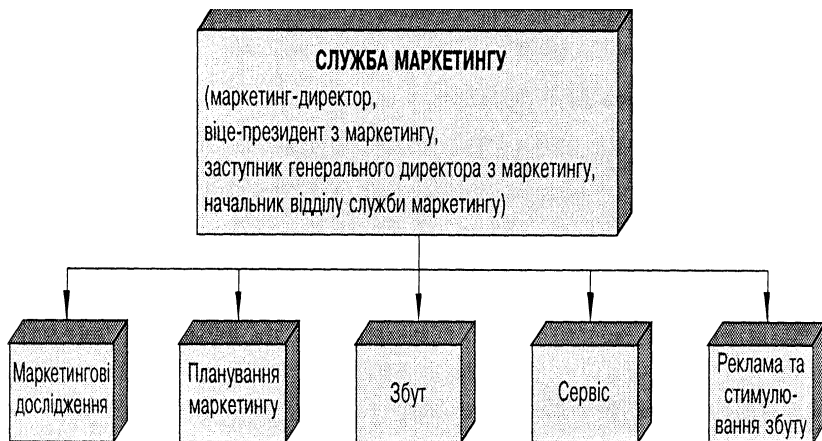 СЛУЖБА МАРКЕТИНГУ
(маркетинг-директор,
віце-президент з маркетингу,
заступник генерального директора з маркетингу,
начальник відділу служби маркетингу)
Маркетингові
дослідження
Планування
маркетингу
Збут
Сервіс
Реклама та
стимулю-
вання збуту